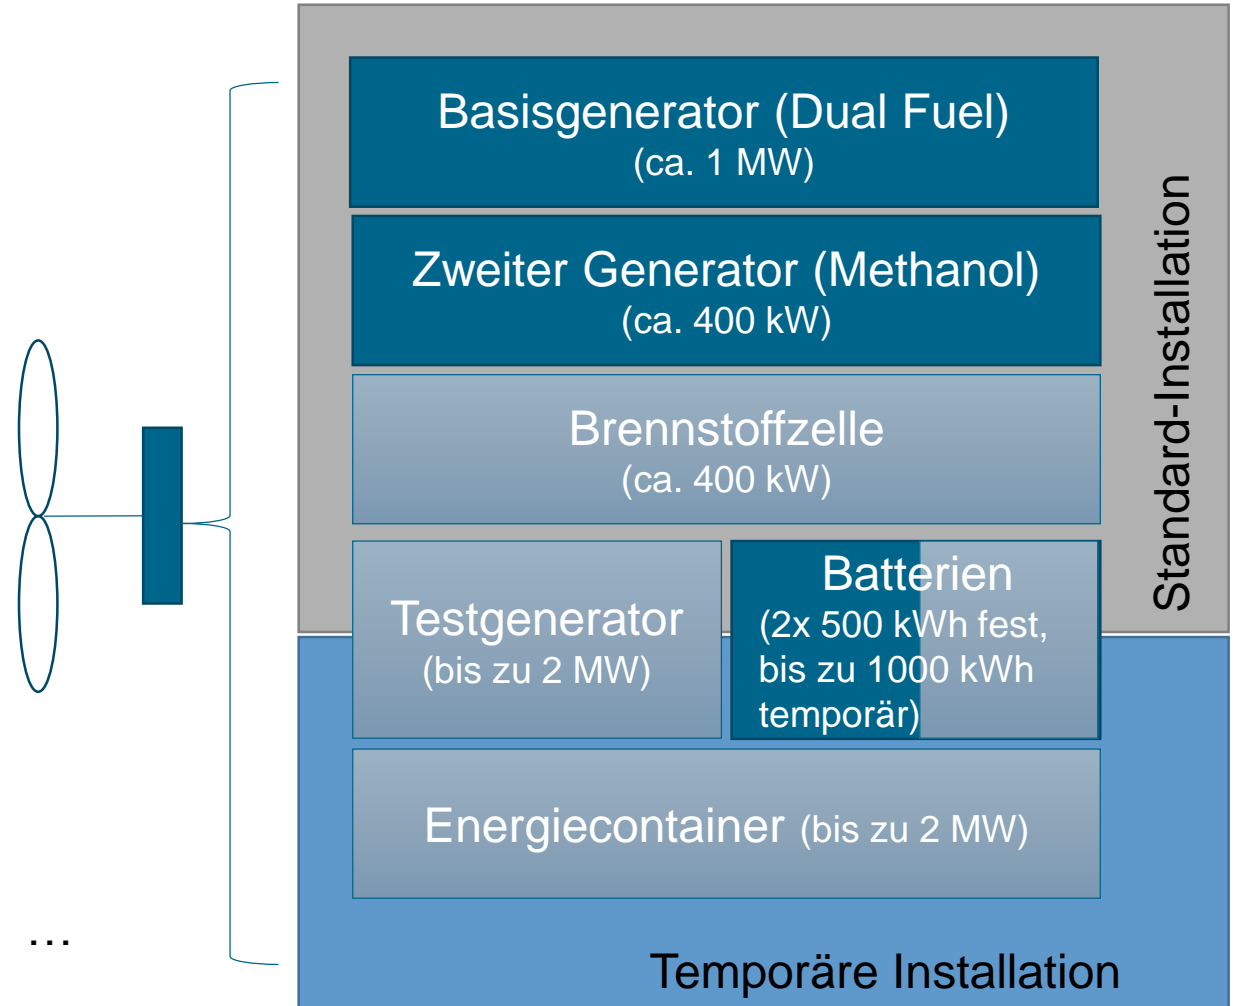 Basisgenerator (Dual Fuel)
(ca. 1 MW)
Zweiter Generator (Methanol)
(ca. 400 kW)
Brennstoffzelle
(ca. 400 kW)
Standard-Installation
Testgenerator
(bis zu 2 MW)
Batterien
(2x 500 kWh fest,
bis zu 1000 kWh
temporär)
Energiecontainer (bis zu 2 MW)
…
Temporäre Installation